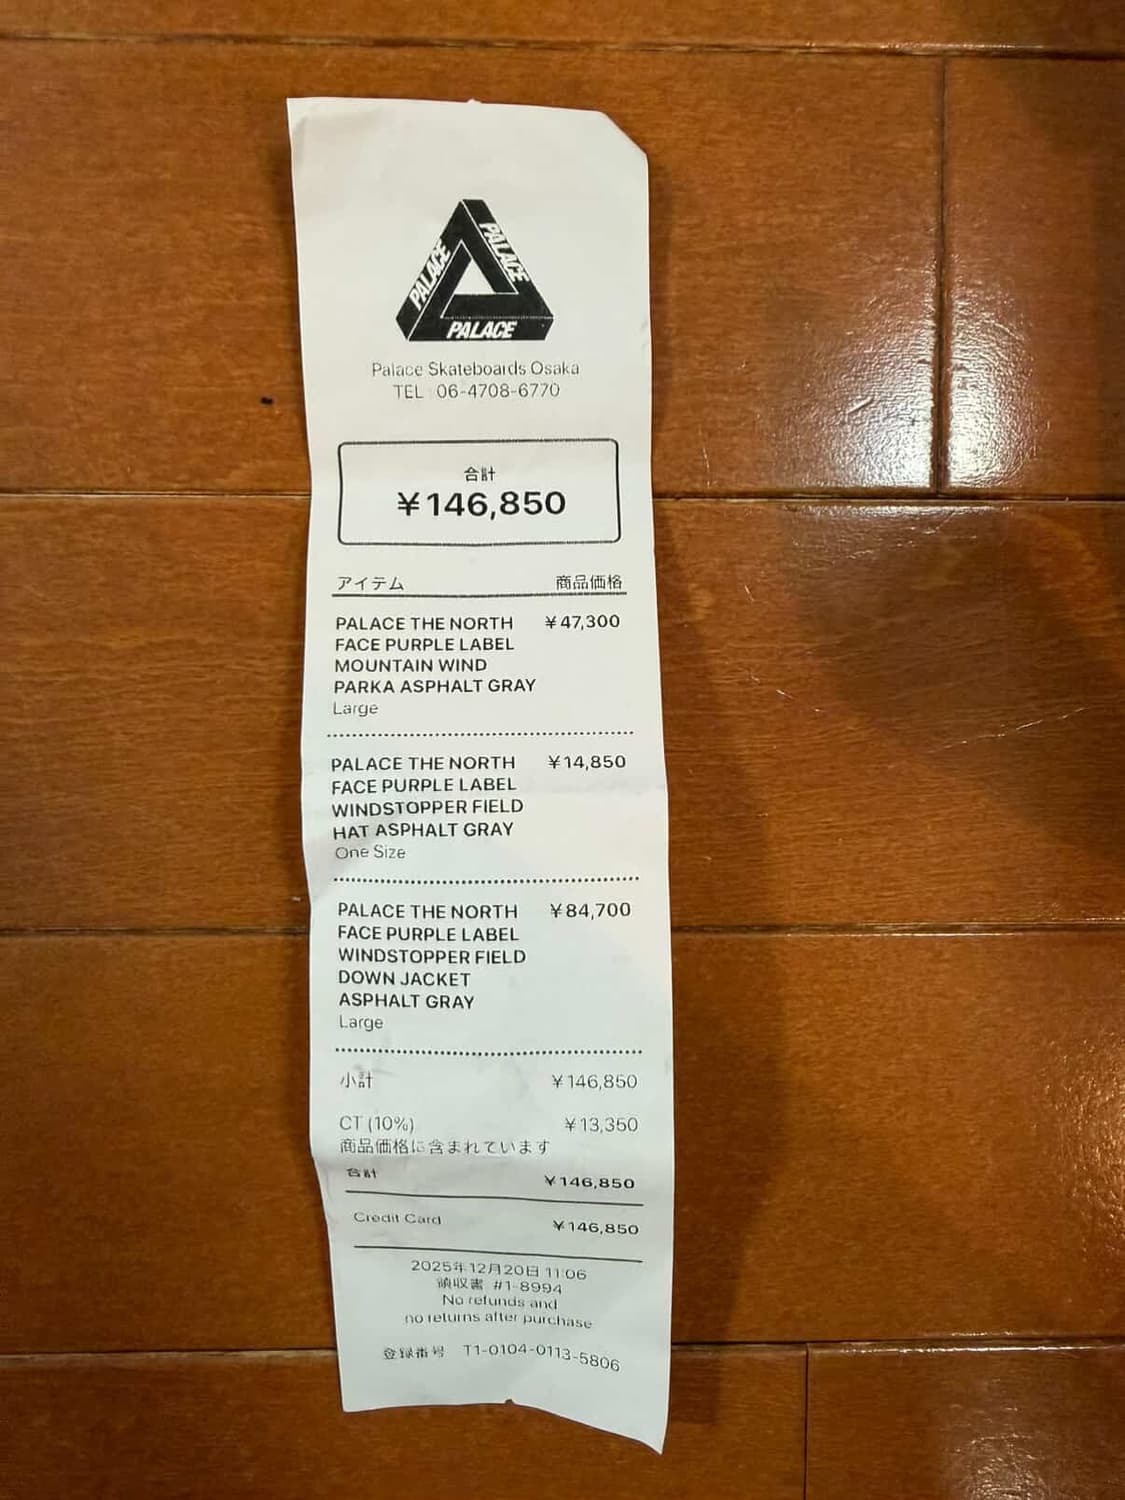 PALACE
PALACE
PALACE
Palace Skateboards Osaka
TEL 06-4708-6770
合計
¥146,850
アイテム 商品価格
PALACE THE NORTH ¥47,300
FACE PURPLE LABEL
MOUNTAIN WIND
PARKA ASPHALT GRAY
Large
PALACE THE NORTH ¥14,850
FACE PURPLE LABEL
WINDSTOPPER FIELD
HAT ASPHALT GRAY
One Size
PALACE THE NORTH ¥84,700
FACE PURPLE LABEL
WINDSTOPPER FIELD
DOWN JACKET
ASPHALT GRAY
Large
小計 ¥146,850
CT (10%) ¥13,350
商品価格に含まれています
合計 ¥146,850
Credit Card ¥146,850
2025年12月20日 11:06
領収書 #1-8994
No refunds and
no returns after purchase
登録番号 T1-0104-0113-5806